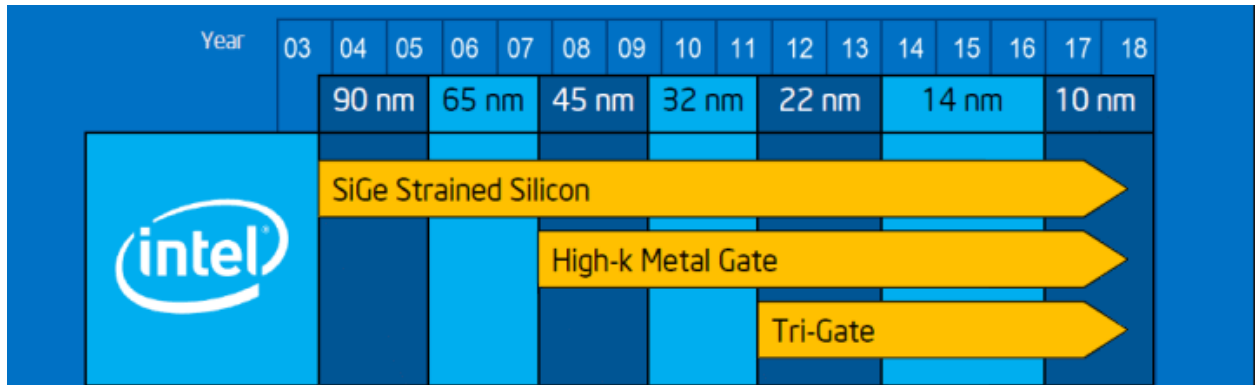 Year 03 04 05 06 07 08 09 10 11 12 13 14 15 16 17 18
90 nm 65 nm 45 nm 32 nm 22 nm 14 nm 10 nm
SiGe Strained Silicon
intel
High-k Metal Gate
Tri-Gate